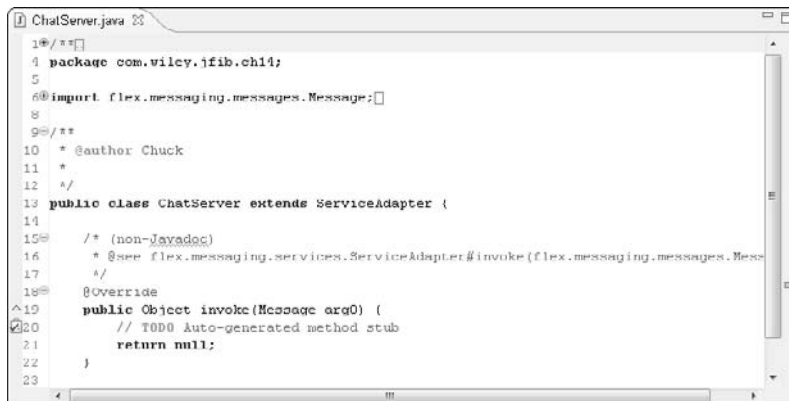 ChatServer.java
1 /**
4 package com.wiley.jfib.ch14;
5
6 import flex.messaging.messages.Message;
8
9 /**
10 * @author Chuck
11 *
12 */
13 public class ChatServer extends ServiceAdapter {
14
15 /* (non-Javadoc)
16 * @see flex.messaging.services.ServiceAdapter#invoke(flex.messaging.messages.Mess
17 */
18 @Override
19 public Object invoke(Message arg0) {
20 // TODO Auto-generated method stub
21 return null;
22 }
23